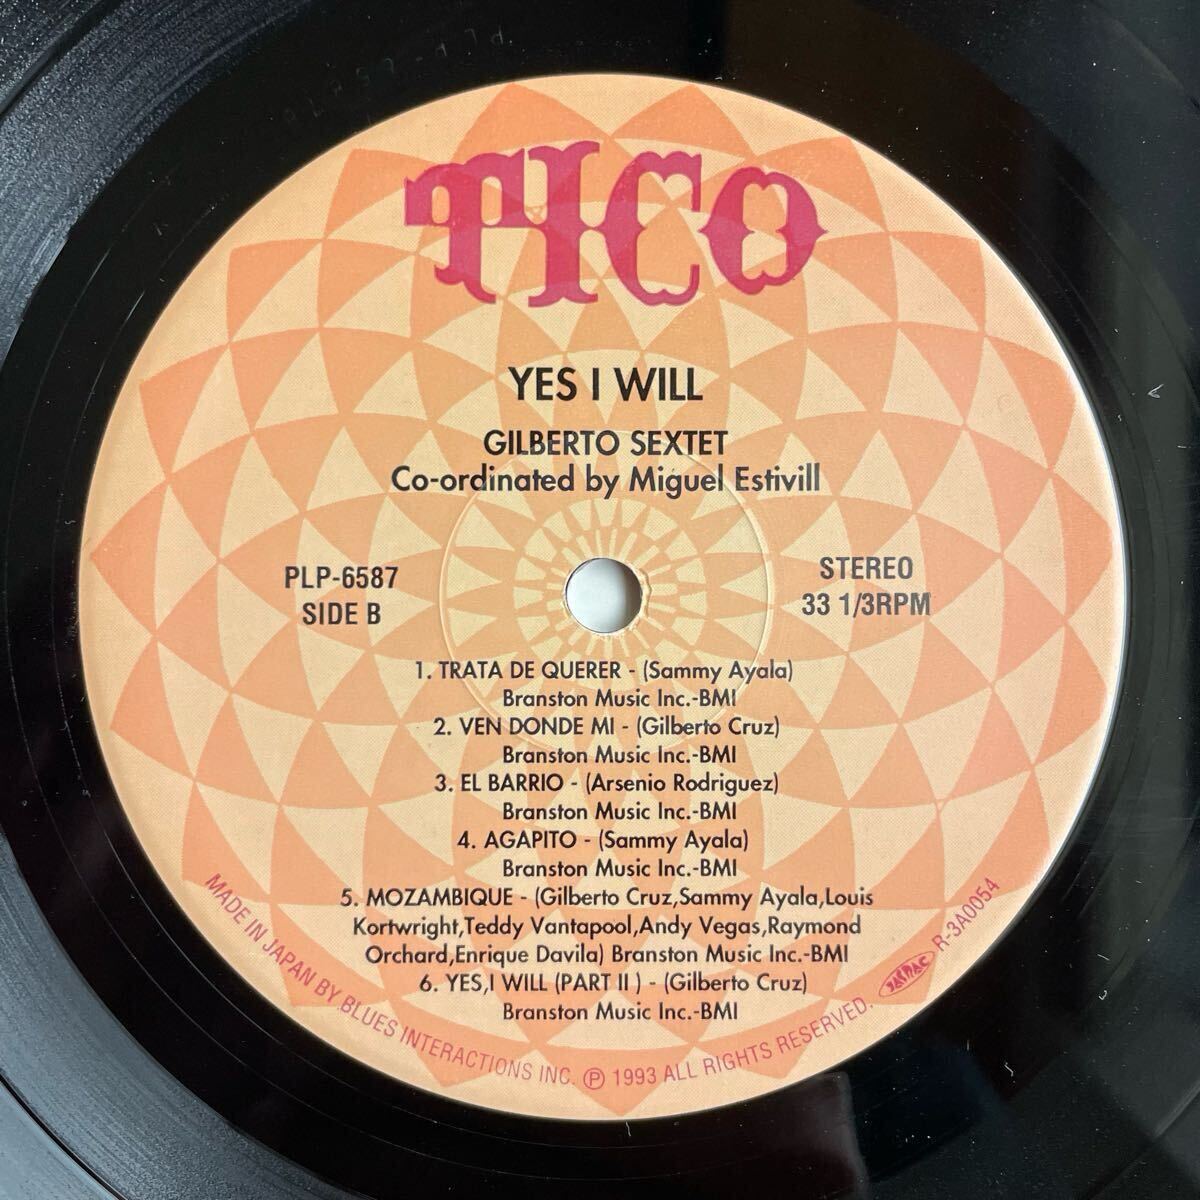 TICO
YES I WILL
GILBERTO SEXTET
Co-ordinated by Miguel Estivill
PLP-6587
SIDE B
STEREO
33 1/3RPM
1. TRATA DE QUERER - (Sammy Ayala)
Branston Music Inc.-BMI
2. VEN DONDE MI - (Gilberto Cruz)
Branston Music Inc.-BMI
3. EL BARRIO - (Arsenio Rodriguez)
Branston Music Inc.-BMI
4. AGAPITO - (Sammy Ayala)
Branston Music Inc.-BMI
5. MOZAMBIQUE - (Gilberto Cruz,Sammy Ayala,Louis
Kortwright,Teddy Vantapool,Andy Vegas,Raymond
Orchard,Enrique Davila) Branston Music Inc.-BMI
6. YES,I WILL (PART II ) - (Gilberto Cruz)
Branston Music Inc.-BMI
MADE IN JAPAN BY BLUES INTERACTIONS INC. Ⓟ 1993 ALL RIGHTS RESERVED. JASRAC R-3A0054